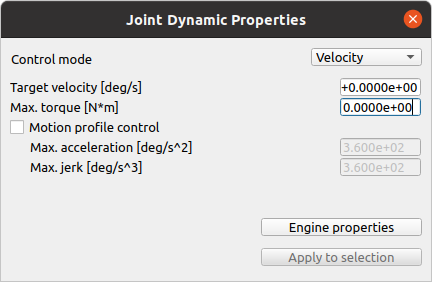 Joint Dynamic Properties
Control mode Velocity
Target velocity [deg/s] +0.0000e+00
Max. torque [N*m] 0.0000e+00
Motion profile control
Max. acceleration [deg/s^2] 3.600e+02
Max. jerk [deg/s^3] 3.600e+02
Engine properties
Apply to selection